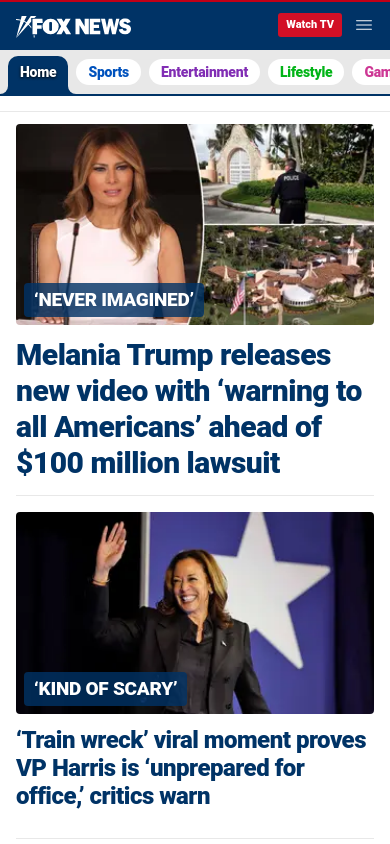 FOX NEWS
Watch TV
Home Sports Entertainment Lifestyle
POLICE
‘NEVER IMAGINED’
Melania Trump releases
new video with ‘warning to
all Americans’ ahead of
$100 million lawsuit
‘KIND OF SCARY’
‘Train wreck’ viral moment proves
VP Harris is ‘unprepared for
office,’ critics warn